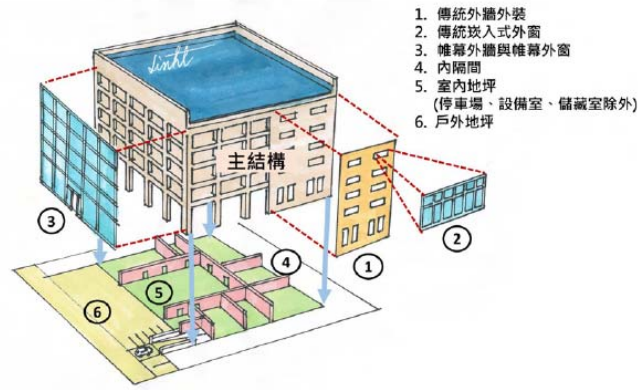 1. 傳統外牆外裝
2. 傳統崁入式外窗
3. 帷幕外牆與帷幕外窗
4. 內隔間
5. 室內地坪
(停車場、設備室、儲藏室除外)
6. 戶外地坪
linhl
主結構
3
4
2
1
5
6